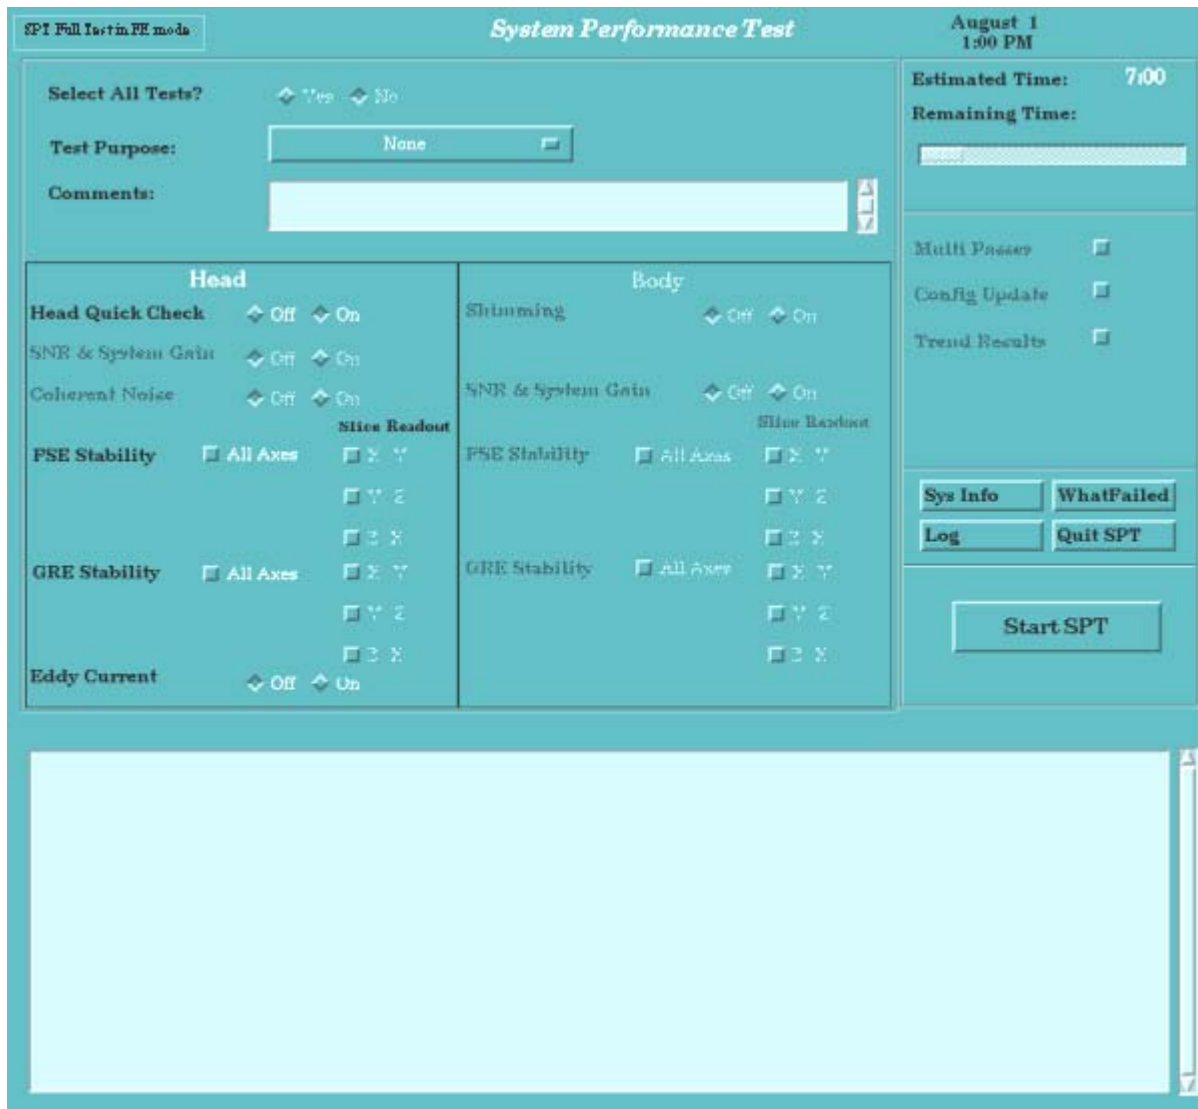 SPT Full Test in FE mode
System Performance Test
August 1
1:00 PM
Select All Tests? Yes No
Test Purpose: None
Comments:
Estimated Time: 7:00
Remaining Time:
Multi Passes
Config Update
Trend Results
Sys Info WhatFailed
Log Quit SPT
Start SPT
Head
Head Quick Check Off On
SNR & System Gain Off On
Coherent Noise Off On
Slice Readout
FSE Stability All Axes X Y
Y Z
Z X
GRE Stability All Axes X Y
Y Z
Z X
Eddy Current Off On
Body
Shimming Off On
SNR & System Gain Off On
Slice Readout
FSE Stability All Axes X Y
Y Z
Z X
GRE Stability All Axes X Y
Y Z
Z X